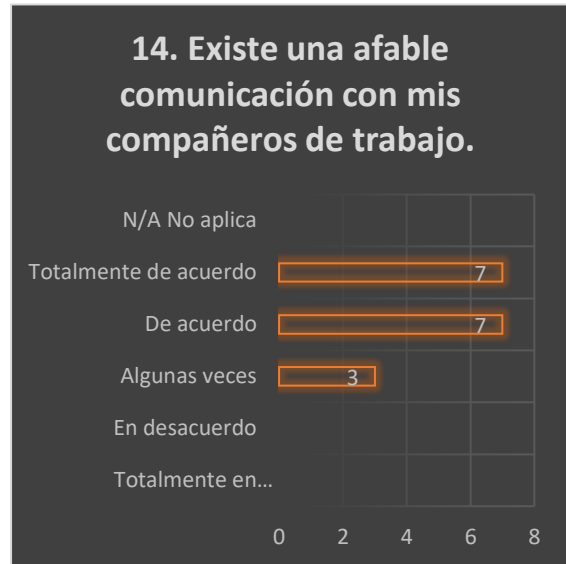 14. Existe una afable
comunicación con mis
compañeros de trabajo.
N/A No aplica
Totalmente de acuerdo 7
De acuerdo 7
Algunas veces 3
En desacuerdo
Totalmente en...
0 2 4 6 8